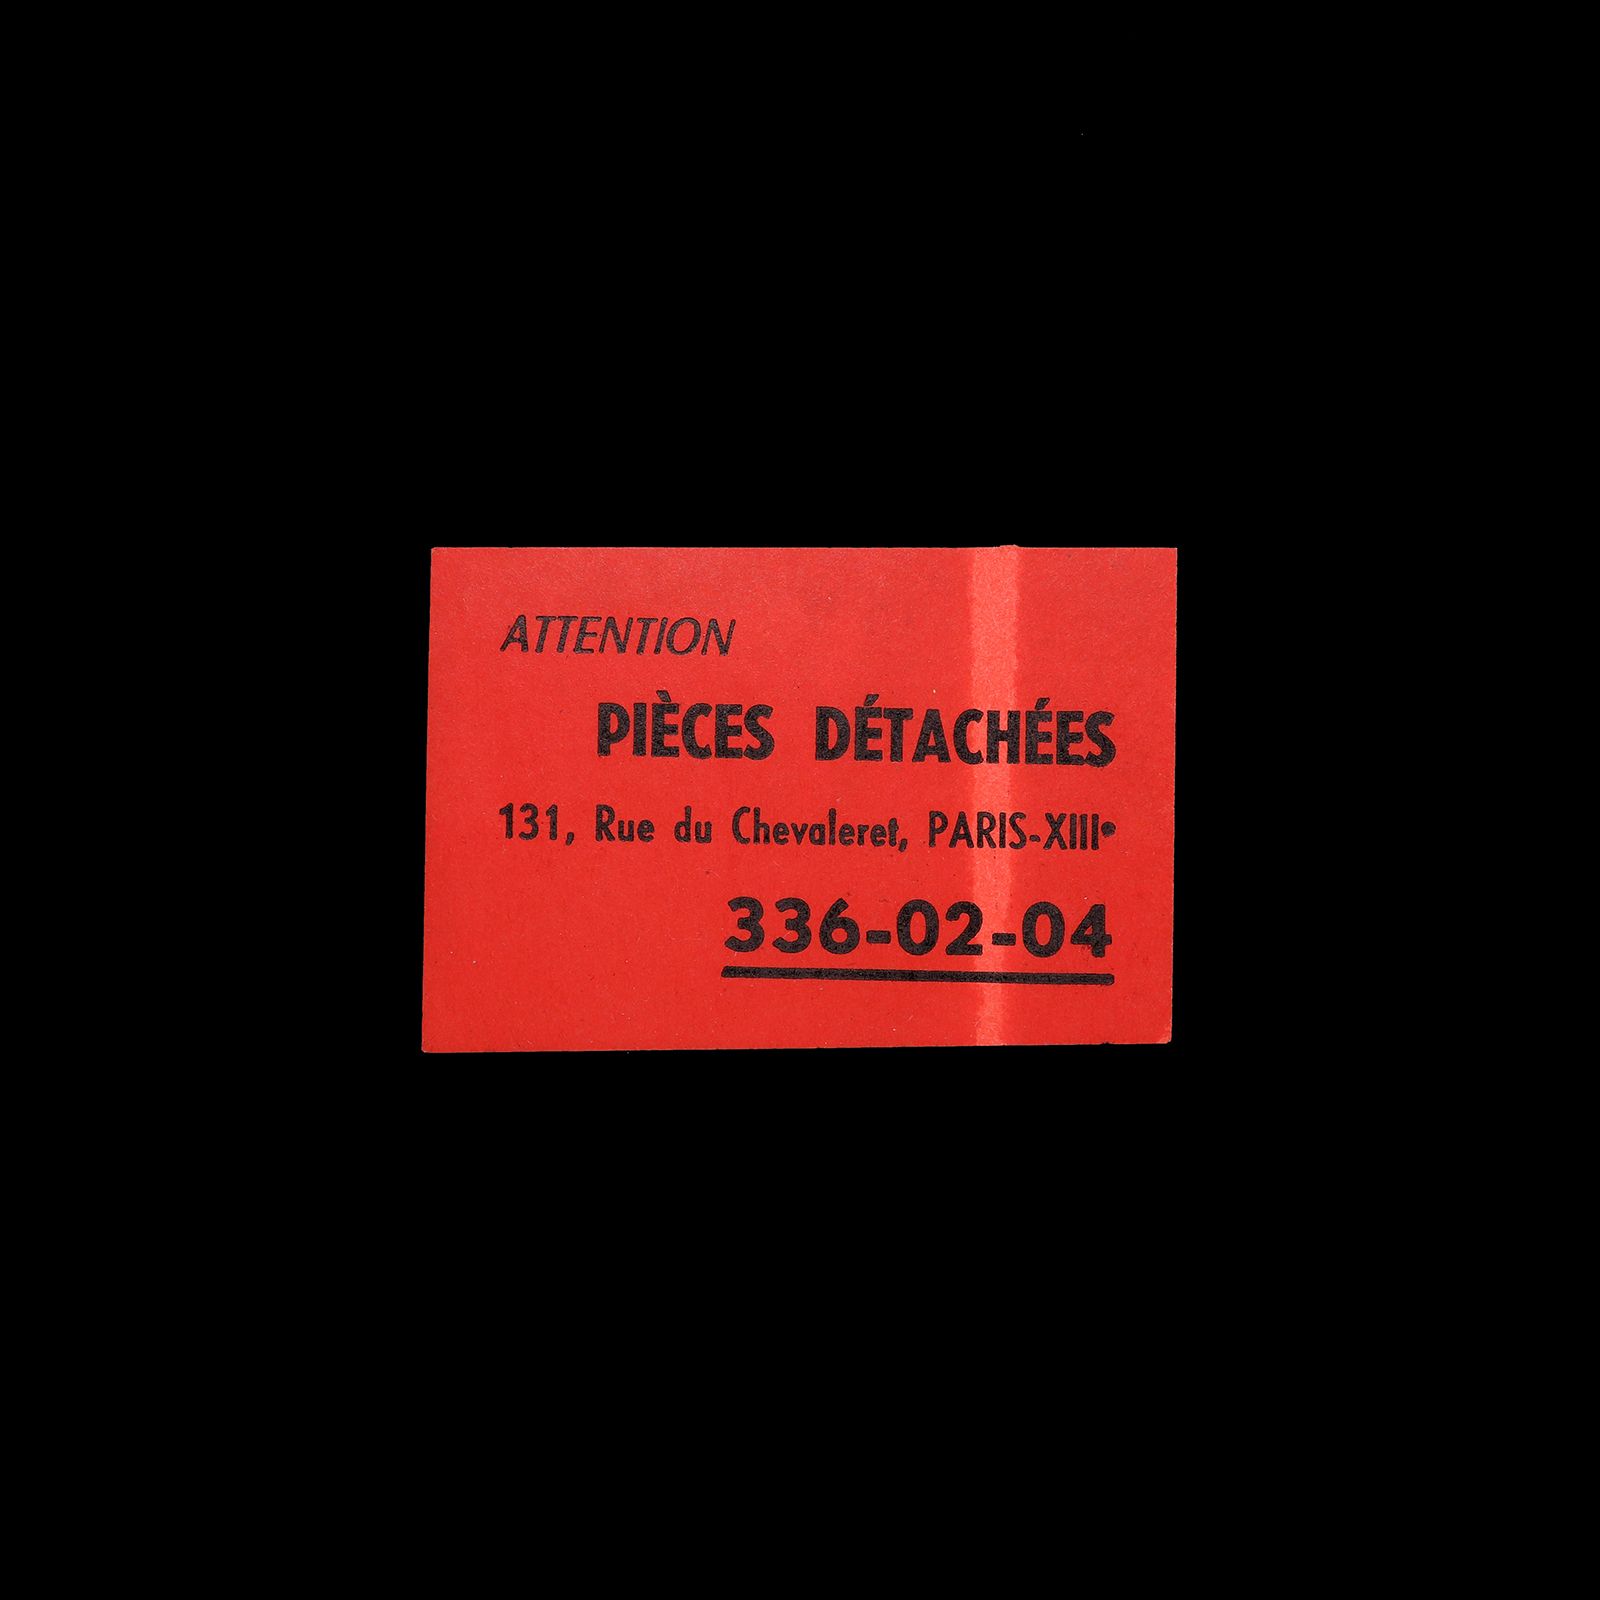 ATTENTION
PIÈCES DÉTACHÉES
131, Rue du Chevaleret, PARIS-XIIIe
336-02-04